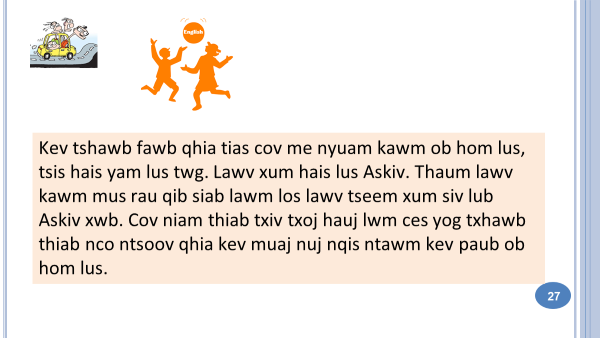 English
Kev tshawb fawb qhia tias cov me nyuam kawm ob hom lus,
tsis hais yam lus twg. Lawv xum hais lus Askiv. Thaum lawv
kawm mus rau qib siab lawm los lawv tseem xum siv lub
Askiv xwb. Cov niam thiab txiv txoj hauj lwm ces yog txhawb
thiab nco ntsoov qhia kev muaj nuj nqis ntawm kev paub ob
hom lus.
27